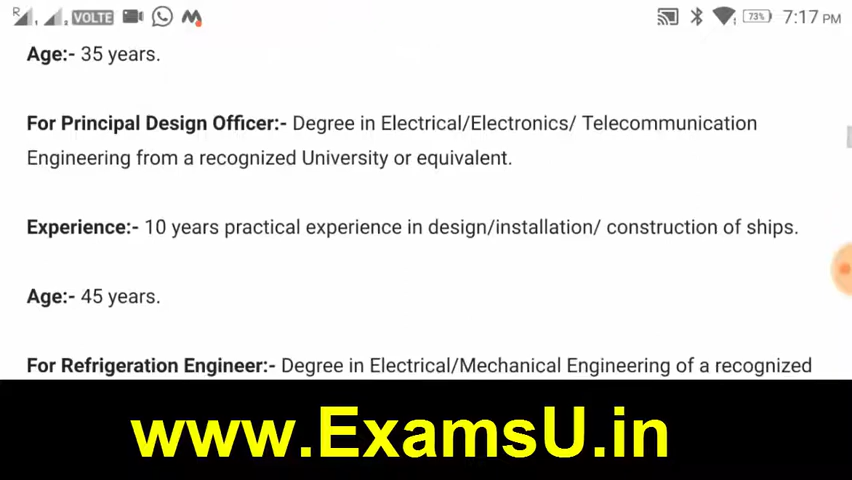 R VOLTE 73% 7:17 PM
Age:- 35 years.
For Principal Design Officer:- Degree in Electrical/Electronics/ Telecommunication
Engineering from a recognized University or equivalent.
Experience:- 10 years practical experience in design/installation/ construction of ships.
Age:- 45 years.
For Refrigeration Engineer:- Degree in Electrical/Mechanical Engineering of a recognized
www.ExamsU.in